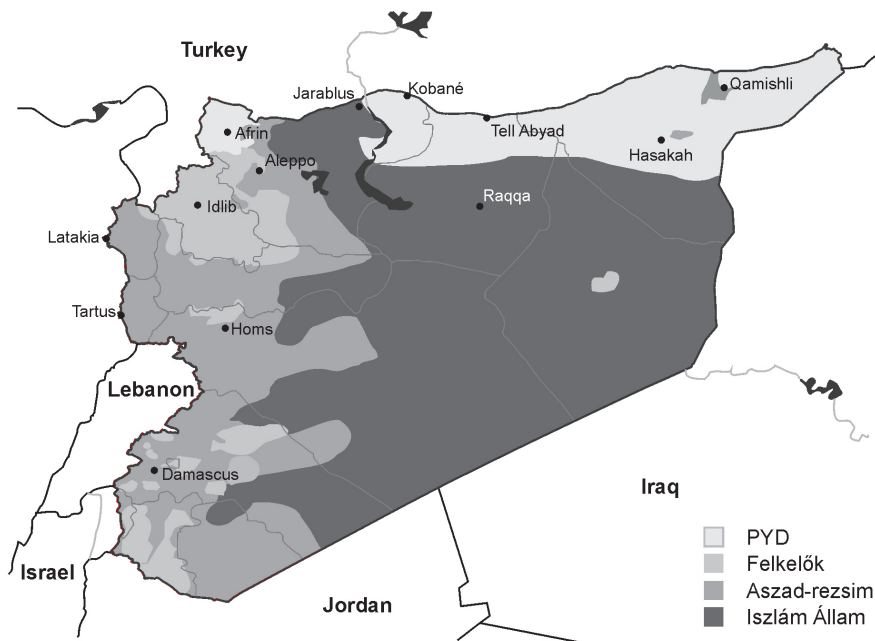 Turkey
Jarablus
Kobané
Qamishli
Afrin
Tell Abyad
Hasakah
Aleppo
Idlib
Raqqa
Latakia
Tartus
Homs
Lebanon
Damascus
Iraq
Israel
Jordan
PYD
Felkelők
Aszad-rezsim
Iszlám Állam